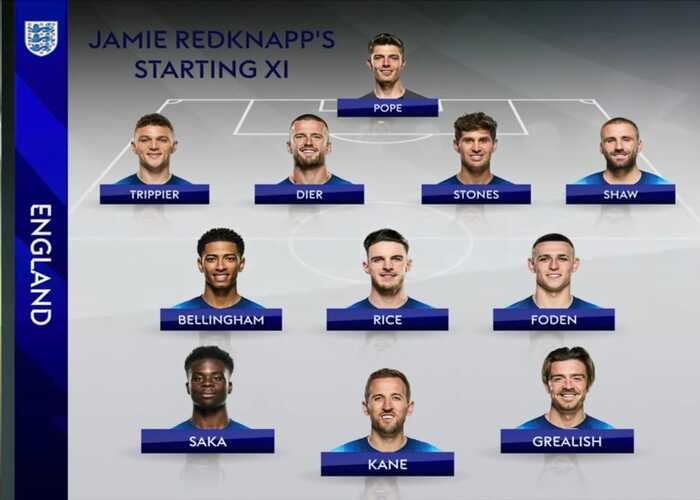 JAMIE REDKNAPP'S
STARTING XI
ENGLAND
POPE
TRIPPIER
DIER
STONES
SHAW
BELLINGHAM
RICE
FODEN
SAKA
KANE
GREALISH